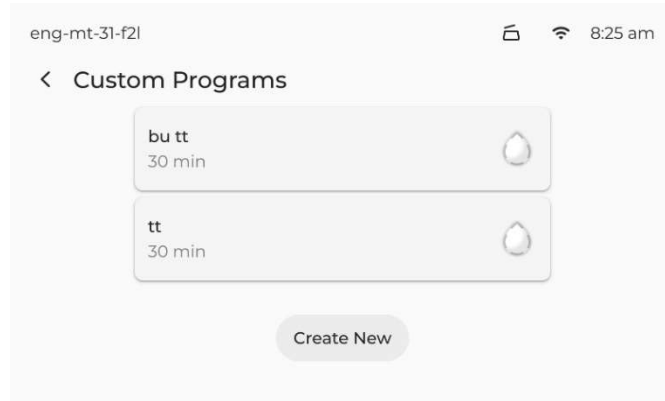 eng-mt-31-f2l
8:25 am
Custom Programs
bu tt
30 min
tt
30 min
Create New